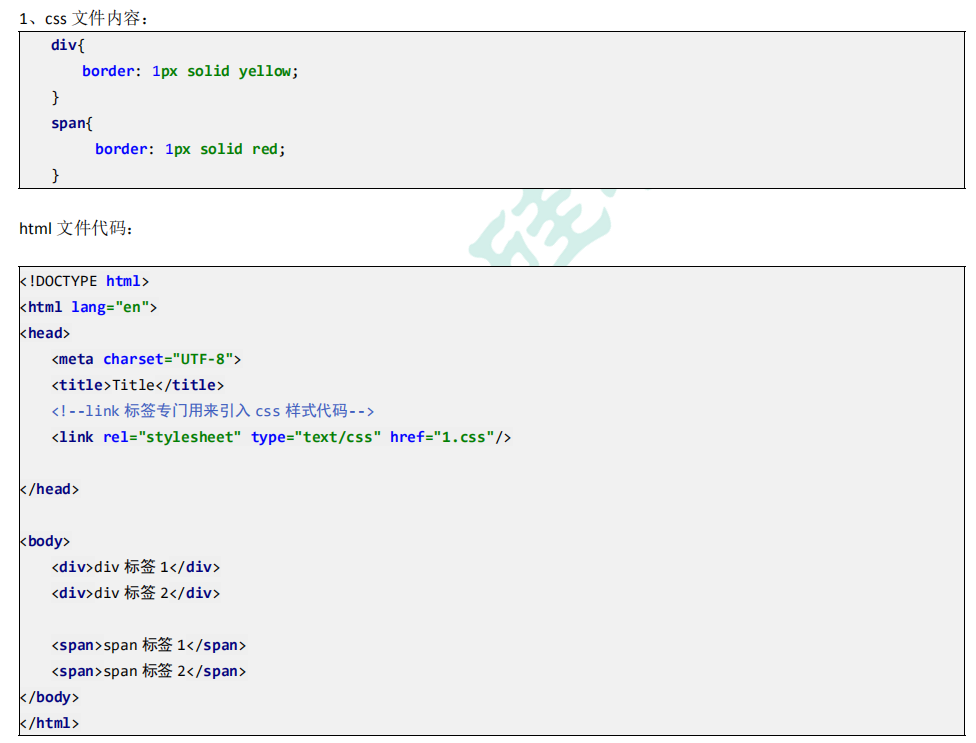 1、css 文件内容：
div{
border: 1px solid yellow;
}
span{
border: 1px solid red;
}
html 文件代码：
<!DOCTYPE html>
<html lang="en">
<head>
<meta charset="UTF-8">
<title>Title</title>
<!--link 标签专门用来引入 css 样式代码-->
<link rel="stylesheet" type="text/css" href="1.css"/>
</head>
<body>
<div>div 标签 1</div>
<div>div 标签 2</div>
<span>span 标签 1</span>
<span>span 标签 2</span>
</body>
</html>